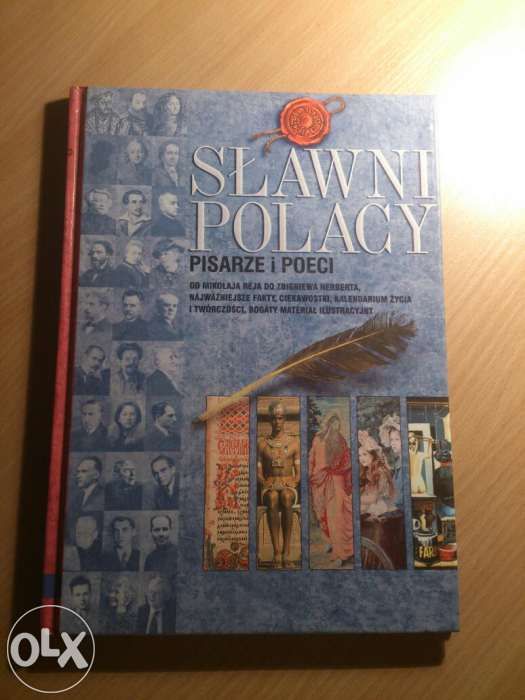 SŁAWNI
POLACY
PISARZE i POECI
OD MIKOŁAJA REJA DO ZBIGNIEWA HERBERTA,
NAJWAŻNIEJSZE FAKTY, CIEKAWOSTKI, KALENDARIUM ŻYCIA
I TWÓRCZOŚCI, BOGATY MATERIAŁ ILUSTRACYJNY
FARB
OLX